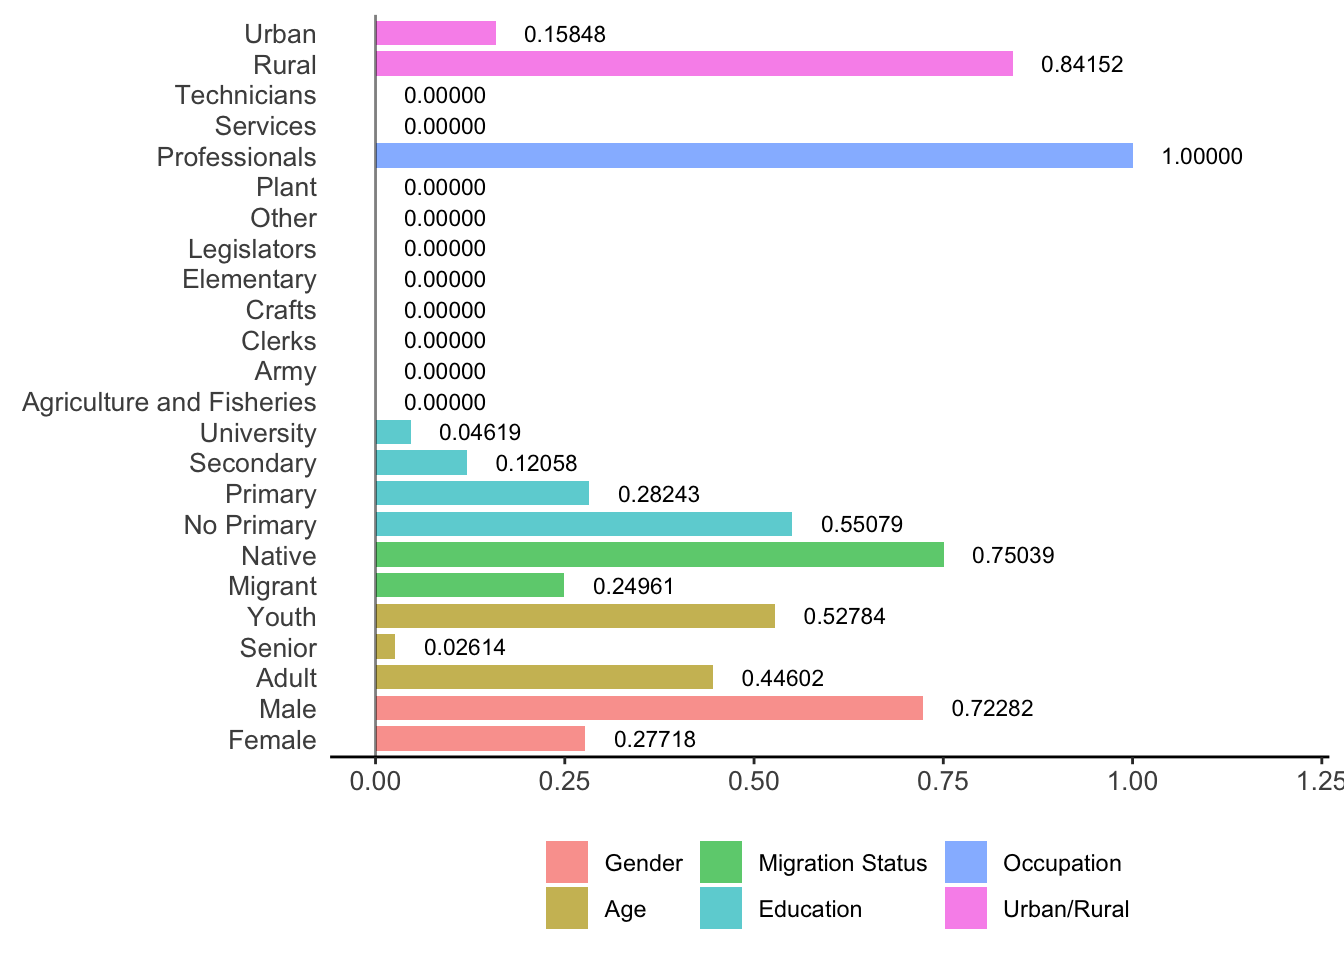 Urban 0.15848
Rural 0.84152
Technicians 0.00000
Services 0.00000
Professionals 1.00000
Plant 0.00000
Other 0.00000
Legislators 0.00000
Elementary 0.00000
Crafts 0.00000
Clerks 0.00000
Army 0.00000
Agriculture and Fisheries 0.00000
University 0.04619
Secondary 0.12058
Primary 0.28243
No Primary 0.55079
Native 0.75039
Migrant 0.24961
Youth 0.52784
Senior 0.02614
Adult 0.44602
Male 0.72282
Female 0.27718
0.00 0.25 0.50 0.75 1.00 1.25
Gender Migration Status Occupation
Age Education Urban/Rural